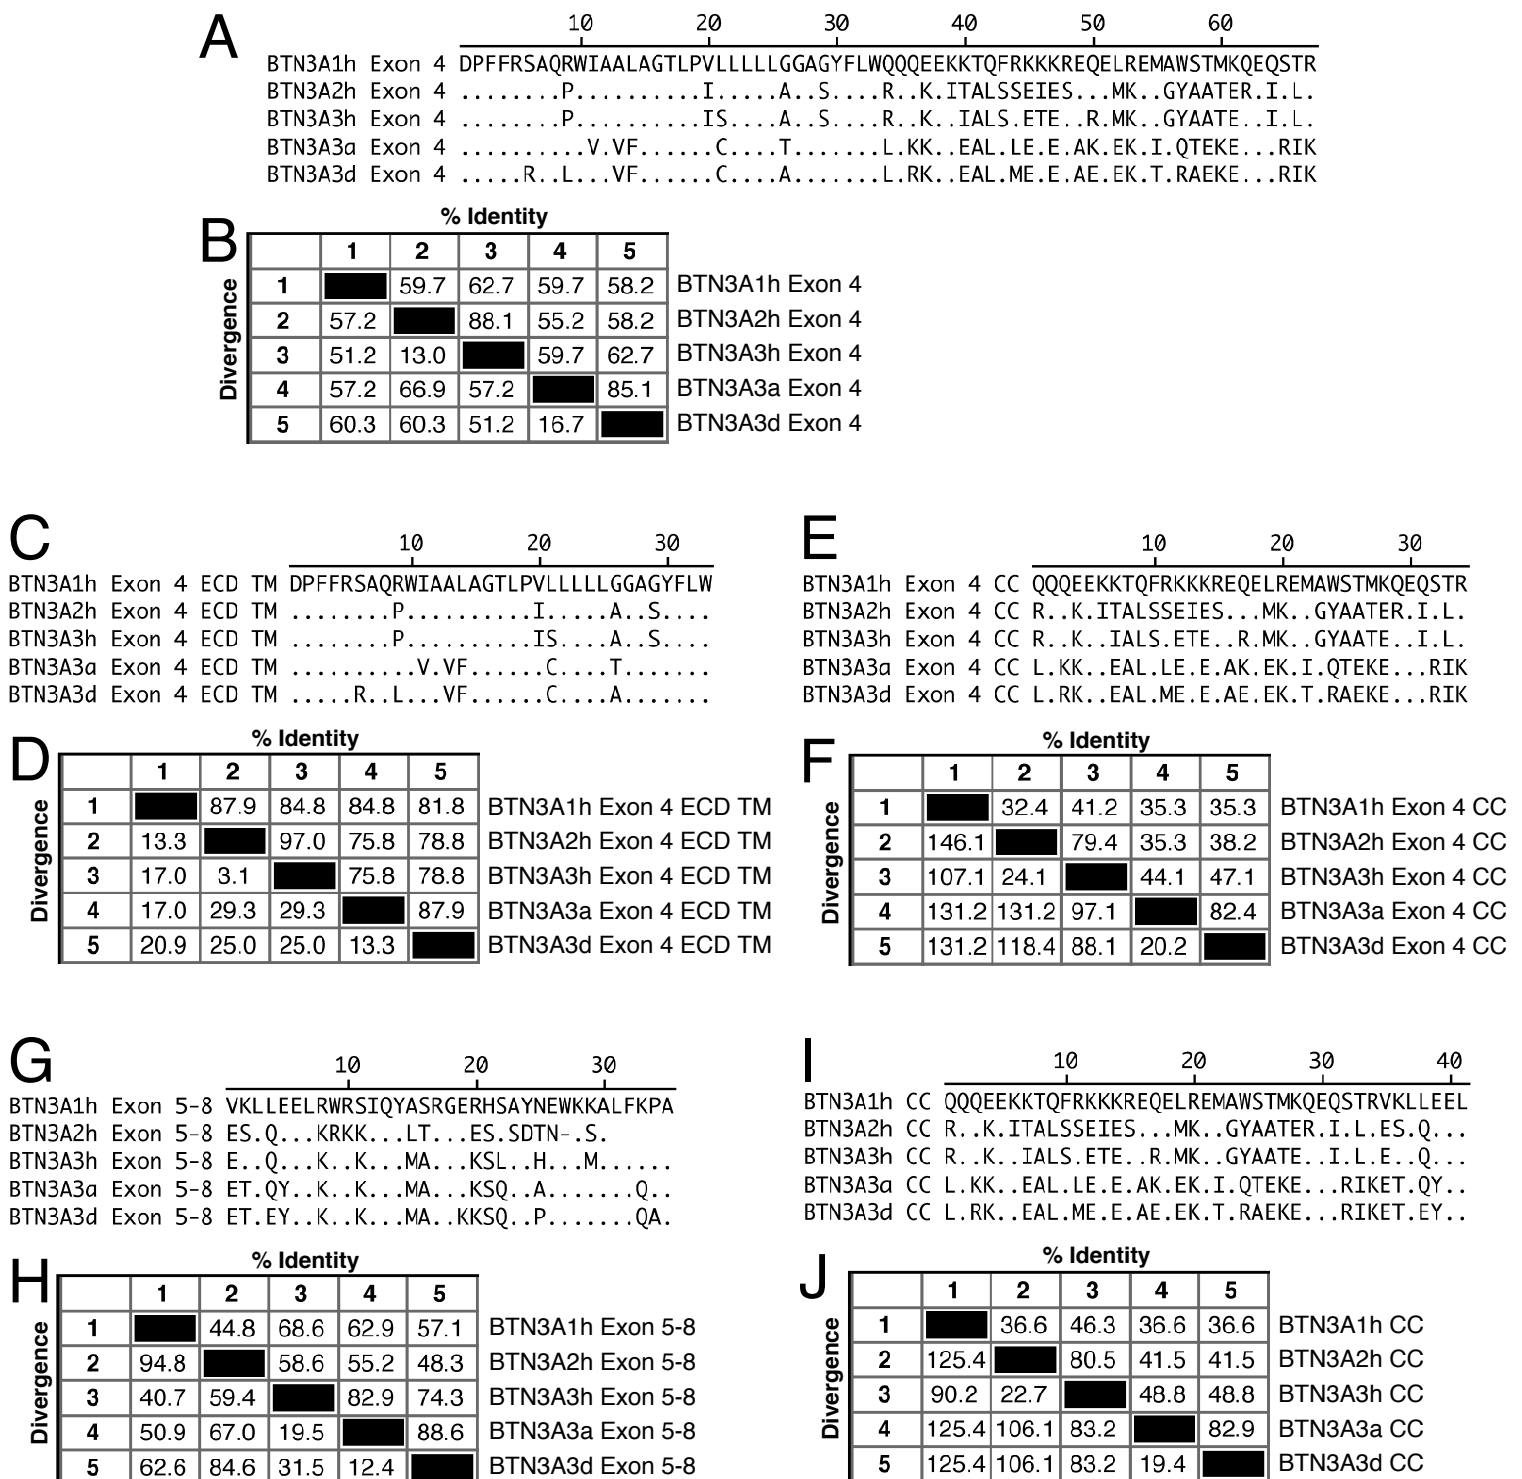 A
10 20 30 40 50 60
BTN3A1h Exon 4 DPFFRSAQRWIAALAGTLPVLLLLLGGAGYFLWQQQEEKKTQFRKKKREQELREMAWSTMKQEQSTR
BTN3A2h Exon 4 ........P..........I.....A..S....R..K.ITALSSEIES...MK..GYAATER.I.L.
BTN3A3h Exon 4 ........P..........IS....A..S....R..K..IALS.ETE..R.MK..GYAATE..I.L.
BTN3A3a Exon 4 ..........V.VF......C....T.......L.KK..EAL.LE.E.AK.EK.I.QTEKE...RIK
BTN3A3d Exon 4 .....R..L...VF......C....A.......L.RK..EAL.ME.E.AE.EK.T.RAEKE...RIK
B
% Identity
1 2 3 4 5
Divergence
1 59.7 62.7 59.7 58.2 BTN3A1h Exon 4
2 57.2 88.1 55.2 58.2 BTN3A2h Exon 4
3 51.2 13.0 59.7 62.7 BTN3A3h Exon 4
4 57.2 66.9 57.2 85.1 BTN3A3a Exon 4
5 60.3 60.3 51.2 16.7 BTN3A3d Exon 4
C
10 20 30
BTN3A1h Exon 4 ECD TM DPFFRSAQRWIAALAGTLPVLLLLLGGAGYFLW
BTN3A2h Exon 4 ECD TM ........P..........I.....A..S....
BTN3A3h Exon 4 ECD TM ........P..........IS....A..S....
BTN3A3a Exon 4 ECD TM ..........V.VF......C....T.......
BTN3A3d Exon 4 ECD TM .....R..L...VF......C....A.......
D
% Identity
1 2 3 4 5
Divergence
1 87.9 84.8 84.8 81.8 BTN3A1h Exon 4 ECD TM
2 13.3 97.0 75.8 78.8 BTN3A2h Exon 4 ECD TM
3 17.0 3.1 75.8 78.8 BTN3A3h Exon 4 ECD TM
4 17.0 29.3 29.3 87.9 BTN3A3a Exon 4 ECD TM
5 20.9 25.0 25.0 13.3 BTN3A3d Exon 4 ECD TM
E
10 20 30
BTN3A1h Exon 4 CC QQQEEKKTQFRKKKREQELREMAWSTMKQEQSTR
BTN3A2h Exon 4 CC R..K.ITALSSEIES...MK..GYAATER.I.L.
BTN3A3h Exon 4 CC R..K..IALS.ETE..R.MK..GYAATE..I.L.
BTN3A3a Exon 4 CC L.KK..EAL.LE.E.AK.EK.I.QTEKE...RIK
BTN3A3d Exon 4 CC L.RK..EAL.ME.E.AE.EK.T.RAEKE...RIK
F
% Identity
1 2 3 4 5
Divergence
1 32.4 41.2 35.3 35.3 BTN3A1h Exon 4 CC
2 146.1 79.4 35.3 38.2 BTN3A2h Exon 4 CC
3 107.1 24.1 44.1 47.1 BTN3A3h Exon 4 CC
4 131.2 131.2 97.1 82.4 BTN3A3a Exon 4 CC
5 131.2 118.4 88.1 20.2 BTN3A3d Exon 4 CC
G
10 20 30
BTN3A1h Exon 5-8 VKLLEELRWRSIQYASRGERHSAYNEWKKALFKPA
BTN3A2h Exon 5-8 ES.Q...KRKK...LT...ES.SDTN-.S.
BTN3A3h Exon 5-8 E..Q...K..K...MA...KSL..H...M......
BTN3A3a Exon 5-8 ET.QY..K..K...MA...KSQ..A.......Q..
BTN3A3d Exon 5-8 ET.EY..K..K...MA..KKSQ..P.......QA.
H
% Identity
1 2 3 4 5
Divergence
1 44.8 68.6 62.9 57.1 BTN3A1h Exon 5-8
2 94.8 58.6 55.2 48.3 BTN3A2h Exon 5-8
3 40.7 59.4 82.9 74.3 BTN3A3h Exon 5-8
4 50.9 67.0 19.5 88.6 BTN3A3a Exon 5-8
5 62.6 84.6 31.5 12.4 BTN3A3d Exon 5-8
I
10 20 30 40
BTN3A1h CC QQQEEKKTQFRKKKREQELREMAWSTMKQEQSTRVKLLEEL
BTN3A2h CC R..K.ITALSSEIES...MK..GYAATER.I.L.ES.Q...
BTN3A3h CC R..K..IALS.ETE..R.MK..GYAATE..I.L.E..Q...
BTN3A3a CC L.KK..EAL.LE.E.AK.EK.I.QTEKE...RIKET.QY..
BTN3A3d CC L.RK..EAL.ME.E.AE.EK.T.RAEKE...RIKET.EY..
J
% Identity
1 2 3 4 5
Divergence
1 36.6 46.3 36.6 36.6 BTN3A1h CC
2 125.4 80.5 41.5 41.5 BTN3A2h CC
3 90.2 22.7 48.8 48.8 BTN3A3h CC
4 125.4 106.1 83.2 82.9 BTN3A3a CC
5 125.4 106.1 83.2 19.4 BTN3A3d CC